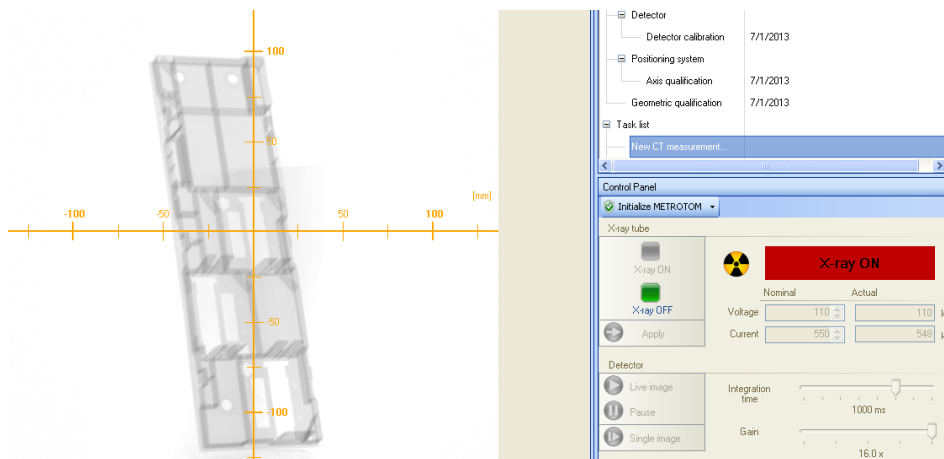 100
50
[mm]
-100
-50
50
100
-50
-100
Detector
Detector calibration 7/1/2013
Positioning system
Axis qualification 7/1/2013
Geometric qualification 7/1/2013
Task list
New CT measurement...
Control Panel
Initialize METROTOM
X-ray tube
X-ray ON
X-ray ON
Nominal Actual
X-ray OFF
Voltage 110 110
Apply
Current 550 548
Detector
Live image
Integration time
1000 ms
Pause
Gain
Single image
16.0 x